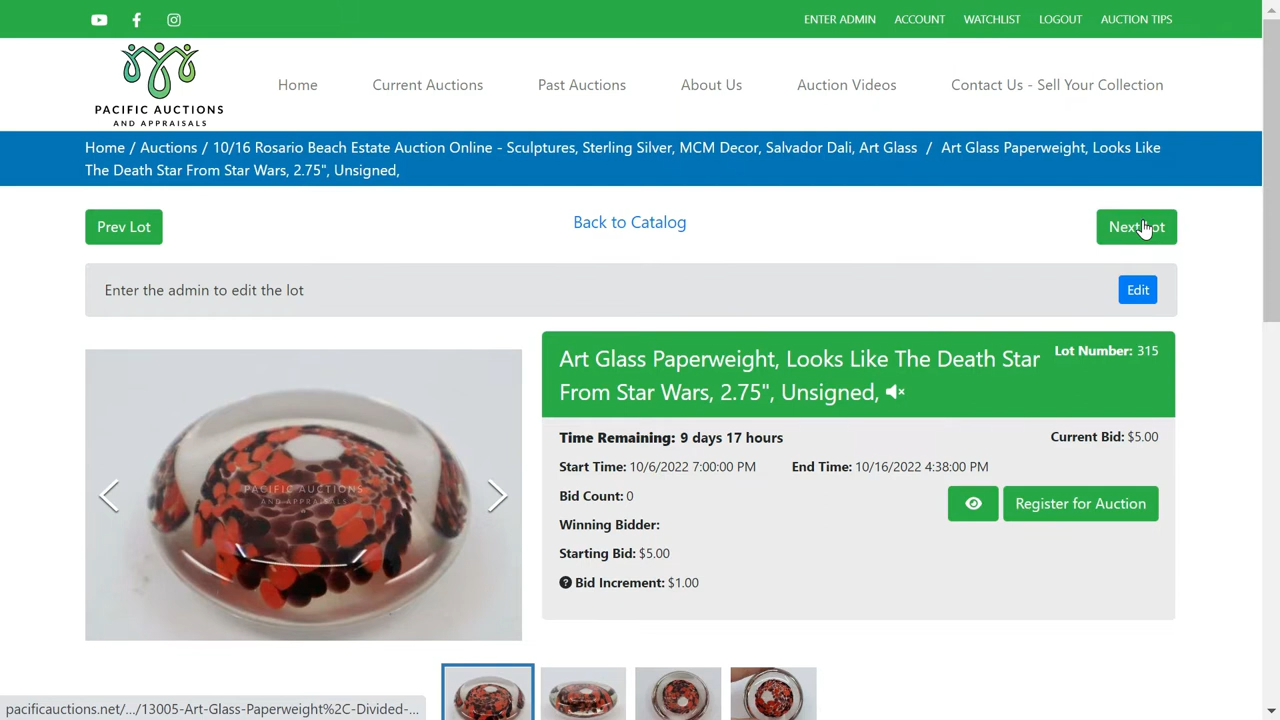 ENTER ADMIN ACCOUNT WATCHLIST LOGOUT AUCTION TIPS
PACIFIC AUCTIONS
AND APPRAISALS
Home Current Auctions Past Auctions About Us Auction Videos Contact Us - Sell Your Collection
Home / Auctions / 10/16 Rosario Beach Estate Auction Online - Sculptures, Sterling Silver, MCM Decor, Salvador Dali, Art Glass / Art Glass Paperweight, Looks Like
The Death Star From Star Wars, 2.75", Unsigned,
Prev Lot Back to Catalog Next Lot
Enter the admin to edit the lot Edit
Art Glass Paperweight, Looks Like The Death Star
From Star Wars, 2.75", Unsigned,
Lot Number: 315
Time Remaining: 9 days 17 hours Current Bid: $5.00
Start Time: 10/6/2022 7:00:00 PM End Time: 10/16/2022 4:38:00 PM
Bid Count: 0
Register for Auction
Winning Bidder:
Starting Bid: $5.00
Bid Increment: $1.00
PACIFIC AUCTIONS
AND APPRAISALS
pacificauctions.net/.../13005-Art-Glass-Paperweight%2C-Divided-...